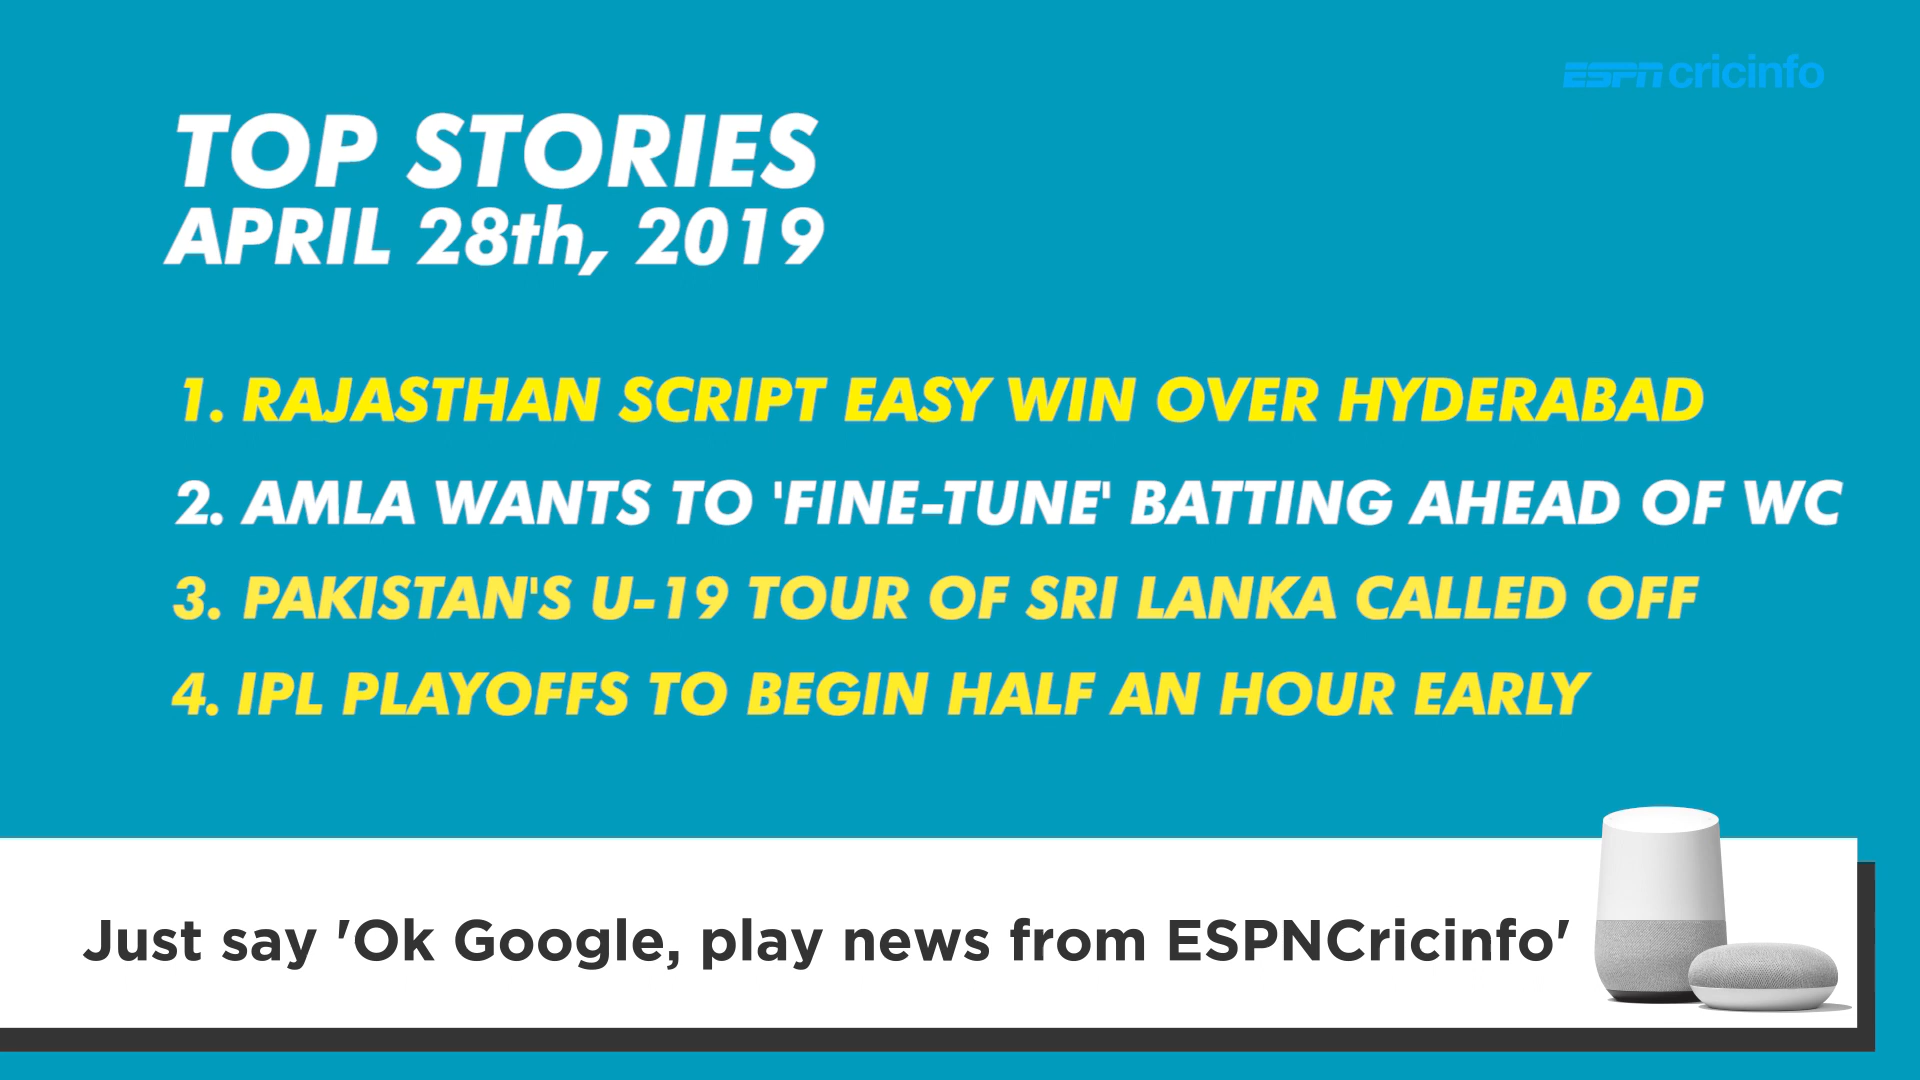 ESPN cricinfo
TOP STORIES
APRIL 28th, 2019
1. RAJASTHAN SCRIPT EASY WIN OVER HYDERABAD
2. AMLA WANTS TO 'FINE-TUNE' BATTING AHEAD OF WC
3. PAKISTAN'S U-19 TOUR OF SRI LANKA CALLED OFF
4. IPL PLAYOFFS TO BEGIN HALF AN HOUR EARLY
Just say 'Ok Google, play news from ESPNCricinfo'